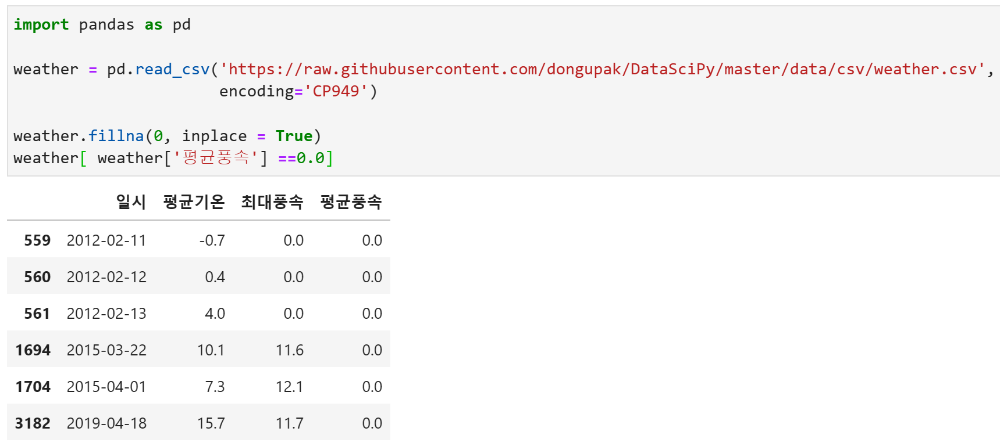 import pandas as pd
weather = pd.read_csv('https://raw.githubusercontent.com/dongupak/DataSciPy/master/data/csv/weather.csv',
encoding='CP949')
weather.fillna(0, inplace = True)
weather[ weather['평균풍속'] ==0.0]
일시 평균기온 최대풍속 평균풍속
559 2012-02-11 -0.7 0.0 0.0
560 2012-02-12 0.4 0.0 0.0
561 2012-02-13 4.0 0.0 0.0
1694 2015-03-22 10.1 11.6 0.0
1704 2015-04-01 7.3 12.1 0.0
3182 2019-04-18 15.7 11.7 0.0